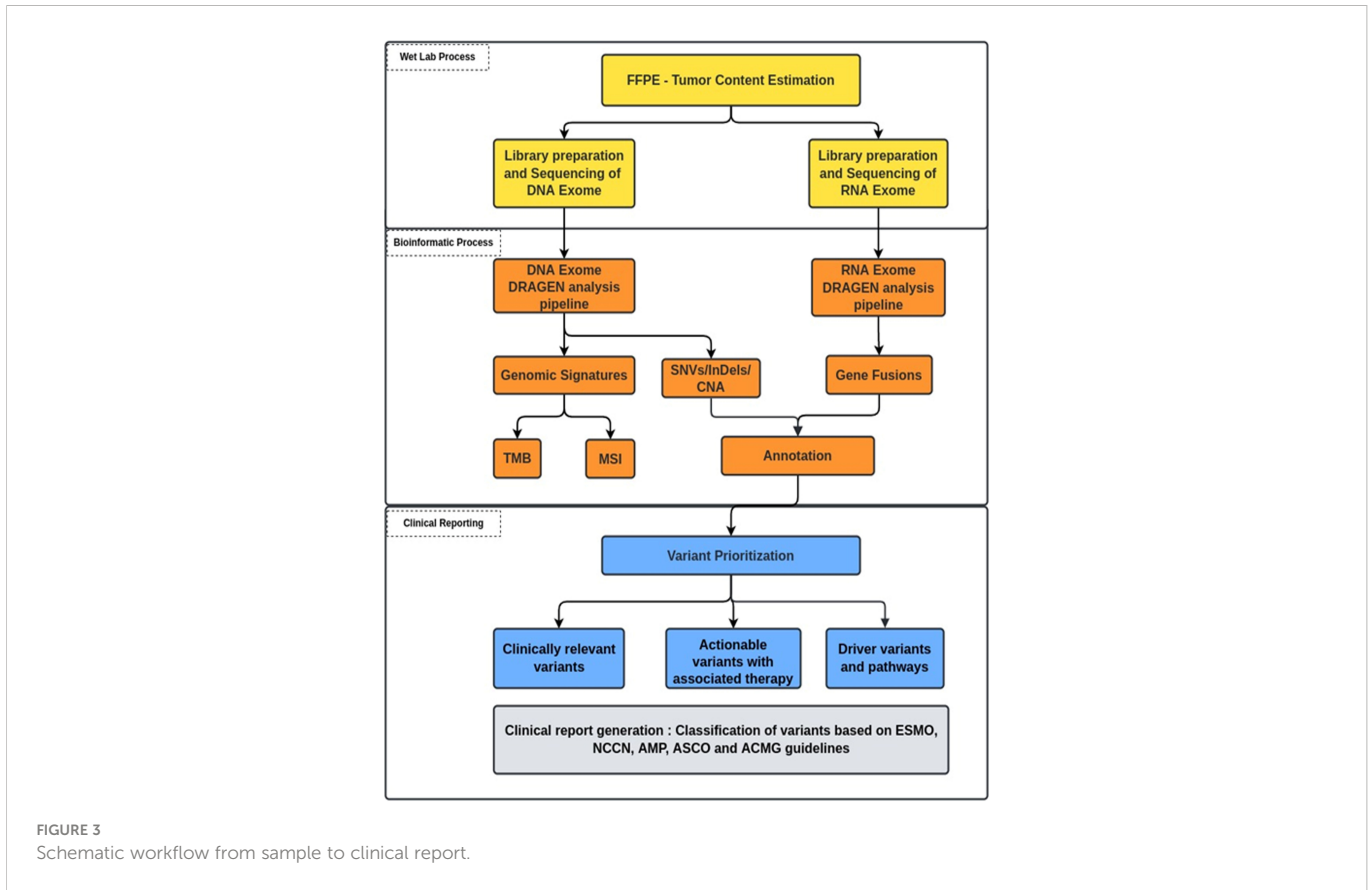 Wet Lab Process
FFPE - Tumor Content Estimation
Library preparation
and Sequencing of
DNA Exome
Library preparation
and Sequencing of
RNA Exome
Bioinformatic Process
DNA Exome
DRAGEN analysis
pipeline
RNA Exome
DRAGEN analysis
pipeline
Genomic Signatures
SNVs/InDels/
CNA
Gene Fusions
TMB
MSI
Annotation
Clinical Reporting
Variant Prioritization
Clinically relevant
variants
Actionable
variants with
associated therapy
Driver variants
and pathways
Clinical report generation : Classification of variants based on ESMO,
NCCN, AMP, ASCO and ACMG guidelines
FIGURE 3
Schematic workflow from sample to clinical report.